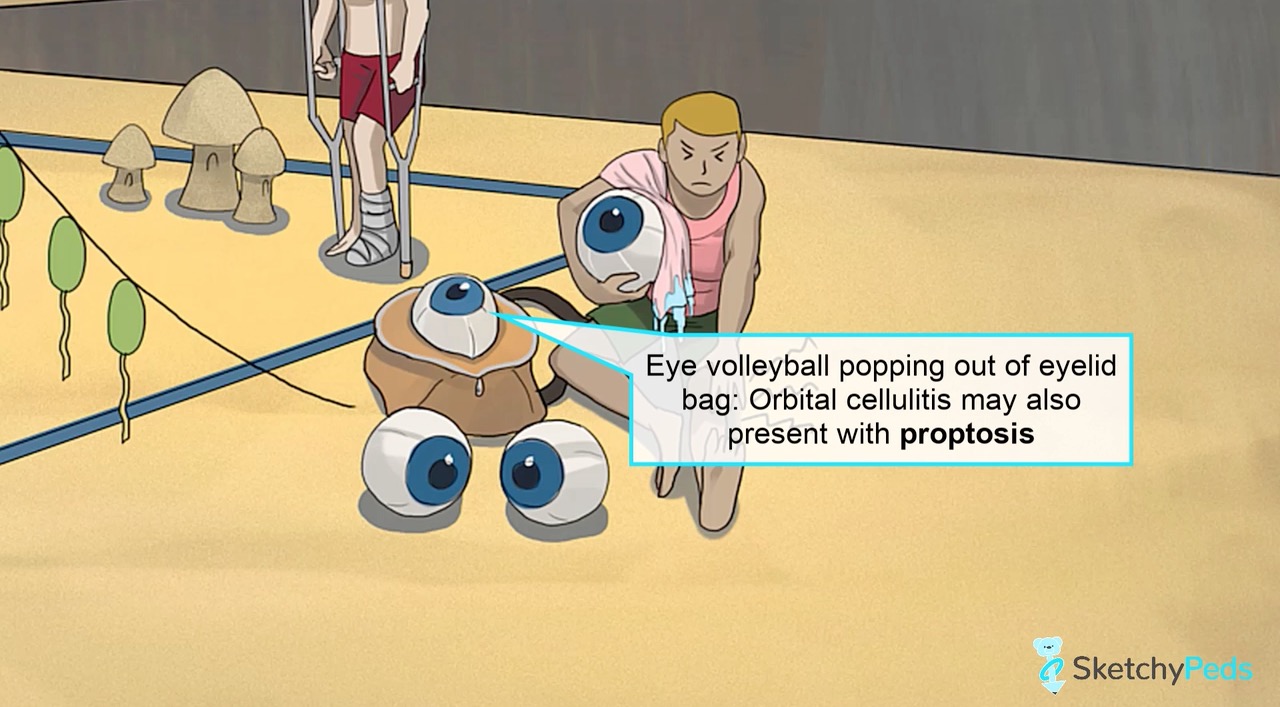 Eye volleyball popping out of eyelid
bag: Orbital cellulitis may also
present with proptosis
SketchyPeds